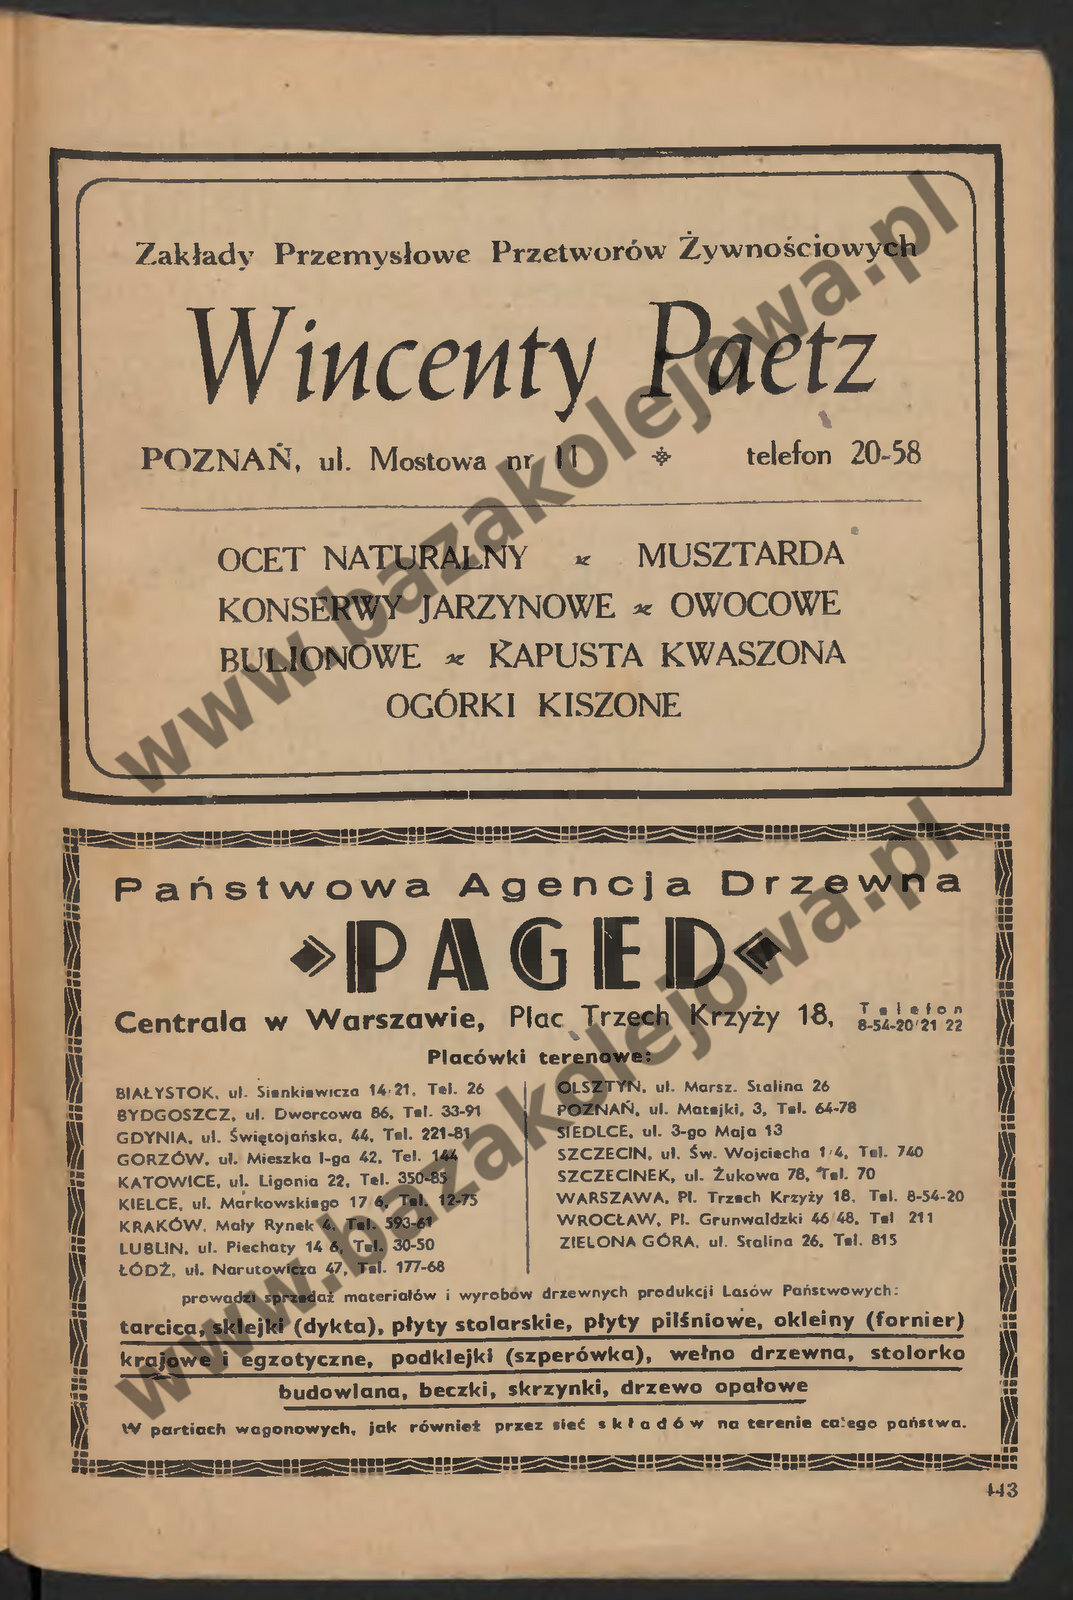 Zakłady Przemysłowe Przetworów Żywnościowych
Wincenty Paetz
POZNAŃ, ul. Mostowa nr 11 telefon 20-58
OCET NATURALNY MUSZTARDA
KONSERWY JARZYNOWE OWOCOWE
BULIONOWE KAPUSTA KWASZONA
OGÓRKI KISZONE
www.bazakolejowa.pl
Państwowa Agencja Drzewna
»PAGED«
Centrala w Warszawie, Plac Trzech Krzyży 18, Telefon 8-54-20/21 22
Placówki terenowe:
BIAŁYSTOK, ul. Sienkiewicza 14/21, Tel. 26
BYDGOSZCZ, ul. Dworcowa 86, Tel. 33-91
GDYNIA, ul. Świętojańska, 44, Tel. 221-81
GORZÓW, ul. Mieszka I-ga 42, Tel. 144
KATOWICE, ul. Ligonia 22, Tel. 350-85
KIELCE, ul. Markowskiego 17 6, Tel. 12-75
KRAKÓW, Mały Rynek 4, Tel. 593-61
LUBLIN, ul. Piechoty 14 6, Tel. 30-50
ŁÓDŹ, ul. Narutowicza 47, Tel. 177-68
OLSZTYN, ul. Marsz. Stalina 26
POZNAŃ, ul. Matejki, 3, Tel. 64-78
SIEDLCE, ul. 3-go Maja 13
SZCZECIN, ul. Św. Wojciecha 1/4, Tel. 740
SZCZECINEK, ul. Żukowa 78, Tel. 70
WARSZAWA, Pl. Trzech Krzyży 18, Tel. 8-54-20
WROCŁAW, Pl. Grunwaldzki 46 48, Tel 211
ZIELONA GÓRA, ul. Stalina 26, Tel. 815
prowadzi sprzedaż materiałów i wyrobów drzewnych produkcji Lasów Państwowych:
tarcica, sklejki (dykta), płyty stolarskie, płyty pilśniowe, okleiny (fornier)
krajowe i egzotyczne, podklejki (szperówka), wełno drzewna, stolorko
budowlana, beczki, skrzynki, drzewo opałowe
W partiach wagonowych, jak również przez sieć składów na terenie całego państwa.
www.bazakolejowa.pl
443